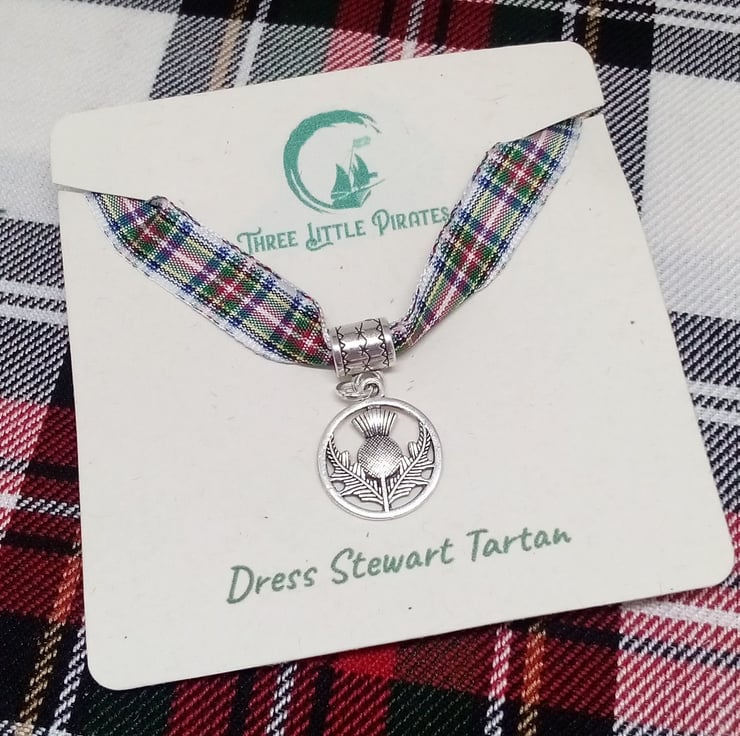 Three Little Pirates
Dress Stewart Tartan